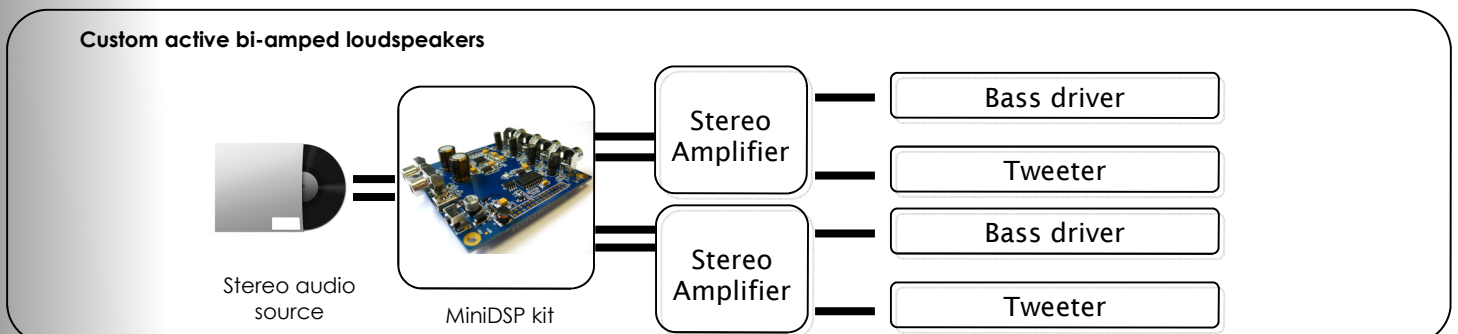 Custom active bi-amped loudspeakers
Stereo audio
source
MiniDSP kit
Stereo
Amplifier
Bass driver
Tweeter
Stereo
Amplifier
Bass driver
Tweeter